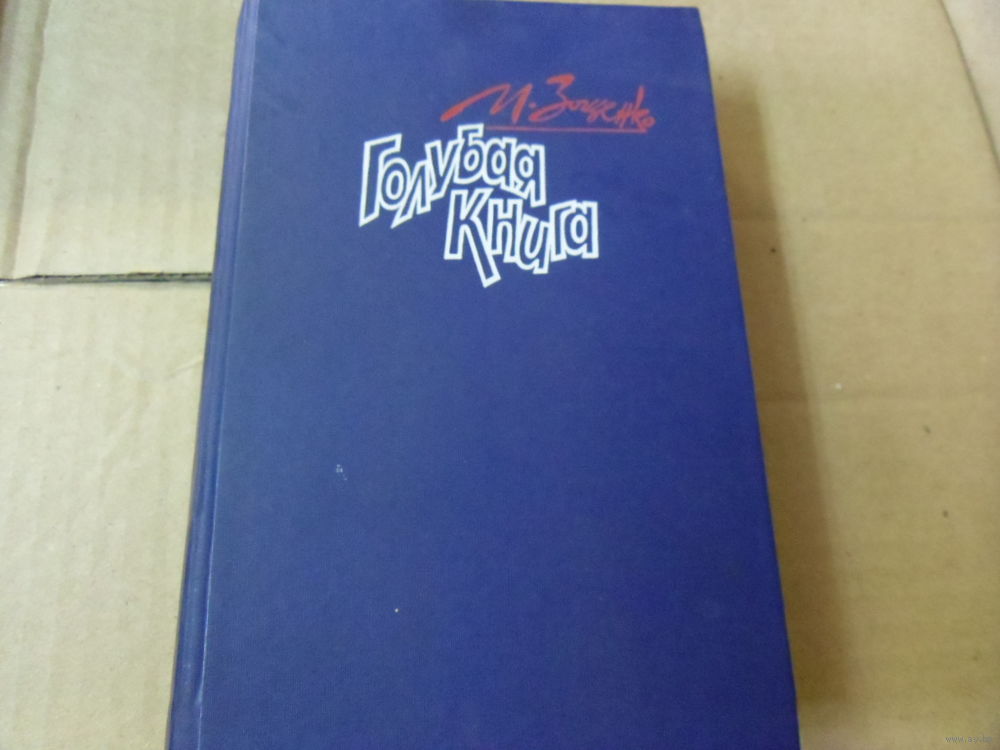 М. Зощенко
Голубая
Книга